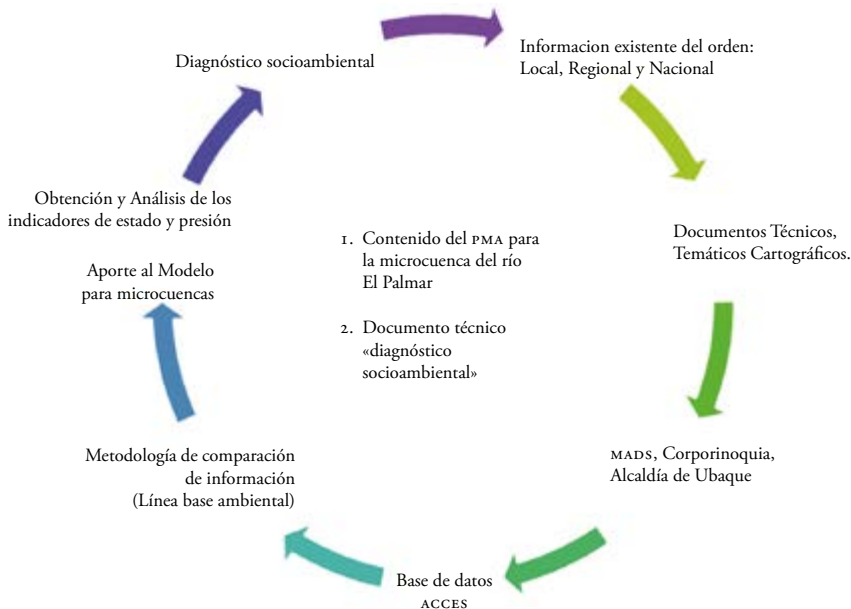 Diagnóstico socioambiental
Informacion existente del orden:
Local, Regional y Nacional
Documentos Técnicos,
Temáticos Cartográficos.
MADS, Corporinoquia,
Alcaldía de Ubaque
Base de datos
ACCES
Metodología de comparación
de información
(Línea base ambiental)
Aporte al Modelo
para microcuencas
Obtención y Análisis de los
indicadores de estado y presión
1. Contenido del PMA para
la microcuenca del río
El Palmar
2. Documento técnico
«diagnóstico
socioambiental»